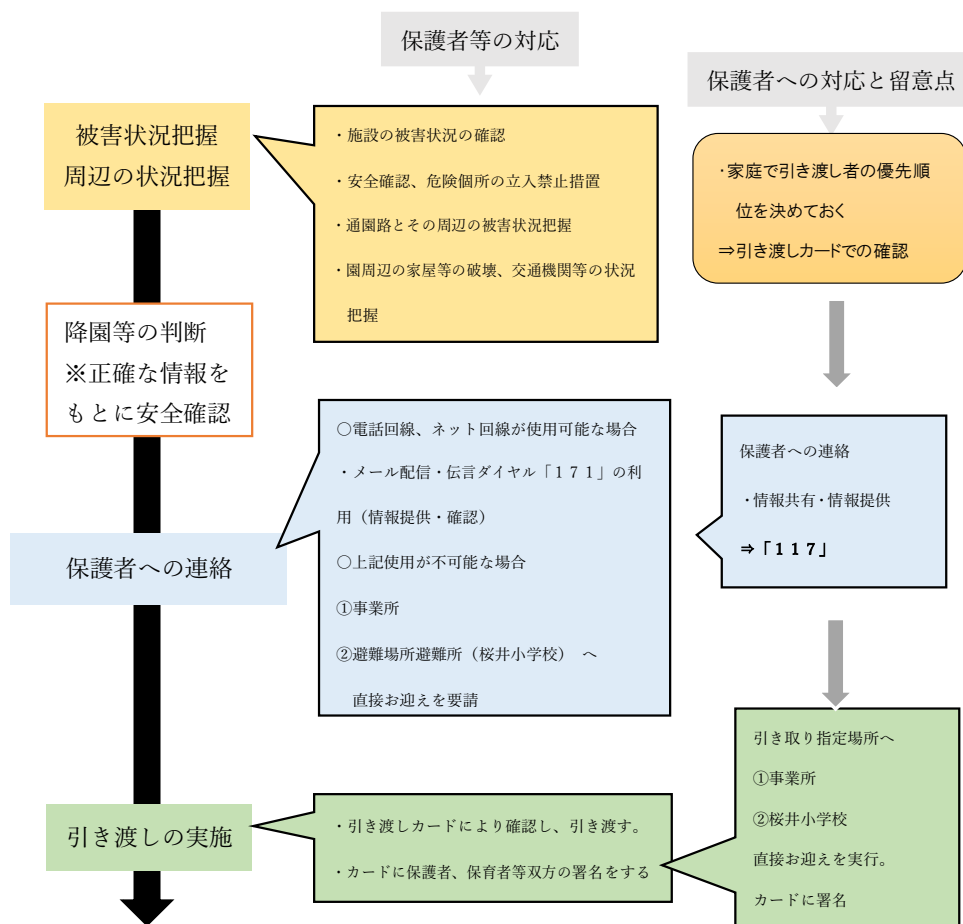 保護者等の対応
保護者への対応と留意点
被害状況把握
周辺の状況把握
・施設の被害状況の確認
・安全確認、危険個所の立入禁止措置
・通園路とその周辺の被害状況把握
・園周辺の家屋等の破壊、交通機関等の状況
把握
・家庭で引き渡し者の優先順
位を決めておく
⇒引き渡しカードでの確認
降園等の判断
※正確な情報を
もとに安全確認
〇電話回線、ネット回線が使用可能な場合
・メール配信・伝言ダイヤル「１７１」の利
用（情報提供・確認）
〇上記使用が不可能な場合
①事業所
②避難場所避難所（桜井小学校） へ
直接お迎えを要請
保護者への連絡
・情報共有・情報提供
⇒「１１７」
保護者への連絡
引き渡しの実施
・引き渡しカードにより確認し、引き渡す。
・カードに保護者、保育者等双方の署名をする
引き取り指定場所へ
①事業所
②桜井小学校
直接お迎えを実行。
カードに署名